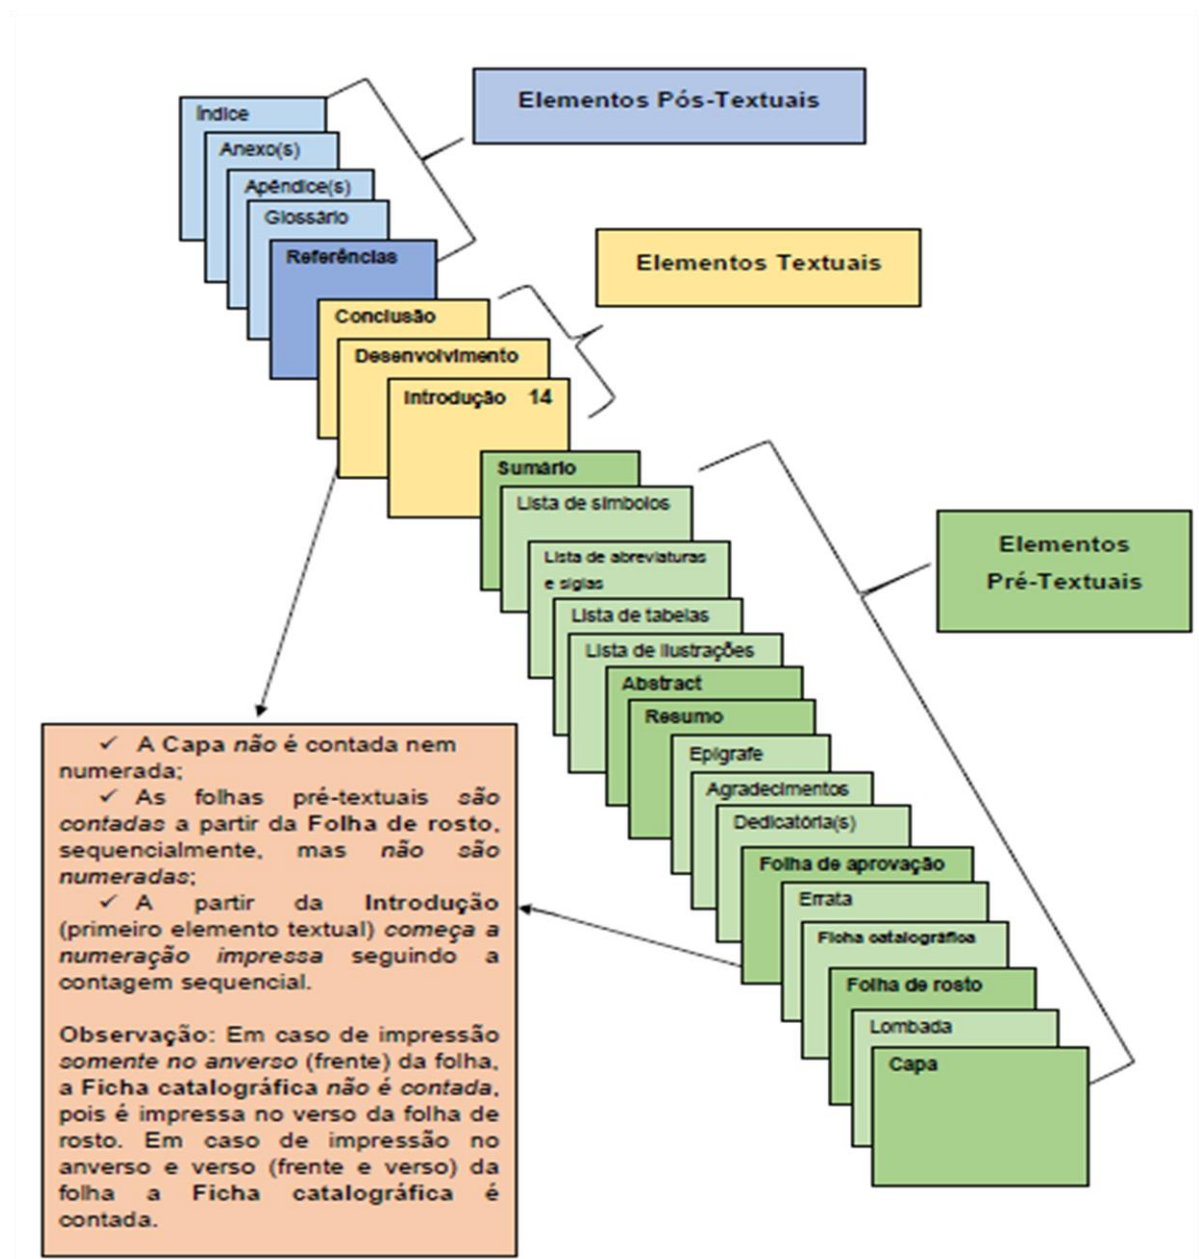 Elementos Pós-Textuais
Índice
Anexo(s)
Apêndice(s)
Glossário
Referências
Elementos Textuais
Conclusão
Desenvolvimento
Introdução 14
Elementos
Pré-Textuais
Sumário
Lista de símbolos
Lista de abreviaturas
e siglas
Lista de tabelas
Lista de ilustrações
Abstract
Resumo
Epígrafe
Agradecimentos
Dedicatória(s)
Folha de aprovação
Errata
Ficha catalográfica
Folha de rosto
Lombada
Capa
✓ A Capa não é contada nem
numerada;
✓ As folhas pré-textuais são
contadas a partir da Folha de rosto,
sequencialmente, mas não são
numeradas;
✓ A partir da Introdução
(primeiro elemento textual) começa a
numeração impressa seguindo a
contagem sequencial.
Observação: Em caso de impressão
somente no anverso (frente) da folha,
a Ficha catalográfica não é contada,
pois é impressa no verso da folha de
rosto. Em caso de impressão no
anverso e verso (frente e verso) da
folha a Ficha catalográfica é
contada.